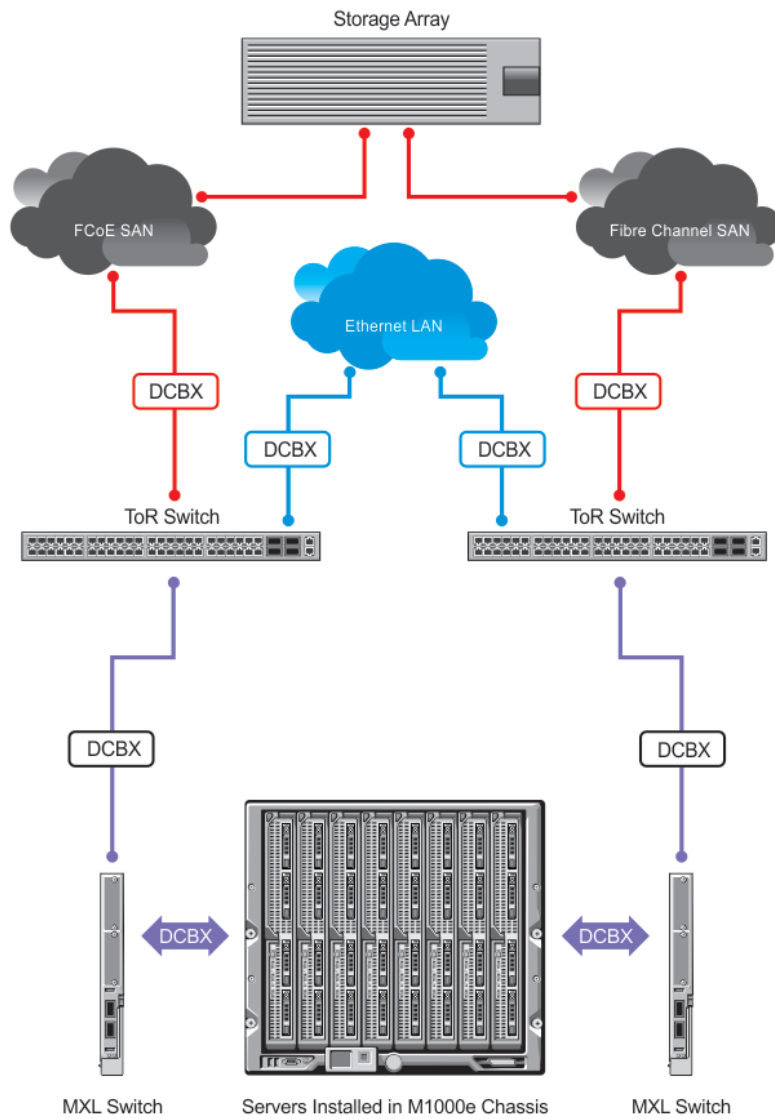 Storage Array
FCoE SAN
Fibre Channel SAN
Ethernet LAN
DCBX
DCBX
DCBX
DCBX
ToR Switch
ToR Switch
DCBX
DCBX
DCBX
DCBX
MXL Switch
Servers Installed in M1000e Chassis
MXL Switch